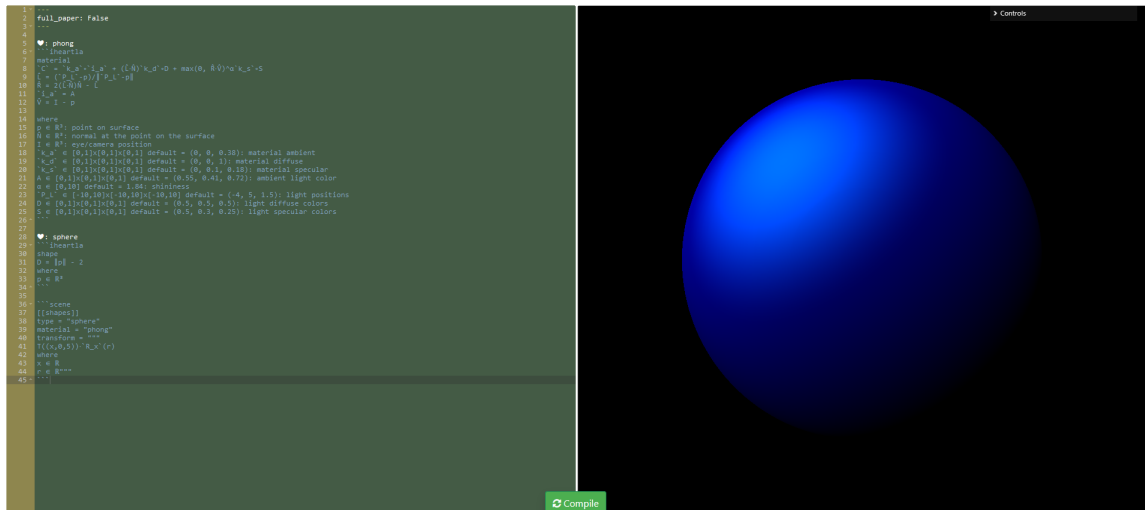 ---
full_paper: False
---
♥: phong
```iheartla
material
`C` = `k_a`∘`i_a` + (L̂⋅N̂)`k_d`∘D + max(0, R̂⋅V̂)^α`k_s`∘S
L̂ = (`P_L`-p)/‖`P_L`-p‖
R̂ = 2(L̂⋅N̂)N̂ - L̂
`i_a` = A
V̂ = I - p
where
p ∈ ℝ³: point on surface
N̂ ∈ ℝ³: normal at the point on the surface
I ∈ ℝ³: eye/camera position
`k_a` ∈ [0,1]x[0,1]x[0,1] default = (0, 0, 0.38): material ambient
`k_d` ∈ [0,1]x[0,1]x[0,1] default = (0, 0, 1): material diffuse
`k_s` ∈ [0,1]x[0,1]x[0,1] default = (0, 0.1, 0.18): material specular
A ∈ [0,1]x[0,1]x[0,1] default = (0.55, 0.41, 0.72): ambient light color
α ∈ [0,10] default = 1.84: shininess
`P_L` ∈ [-10,10]x[-10,10]x[-10,10] default = (-4, 5, 1.5): light positions
D ∈ [0,1]x[0,1]x[0,1] default = (0.5, 0.5, 0.5): light diffuse colors
S ∈ [0,1]x[0,1]x[0,1] default = (0.5, 0.3, 0.25): light specular colors
```
♥: sphere
```iheartla
shape
D = ‖p‖ - 2
where
p ∈ ℝ³
```
```scene
[[shapes]]
type = "sphere"
material = "phong"
transform = """
T((x,0,5))⋅`R_x`(r)
where
x ∈ ℝ
r ∈ ℝ"""
```
Compile
Controls